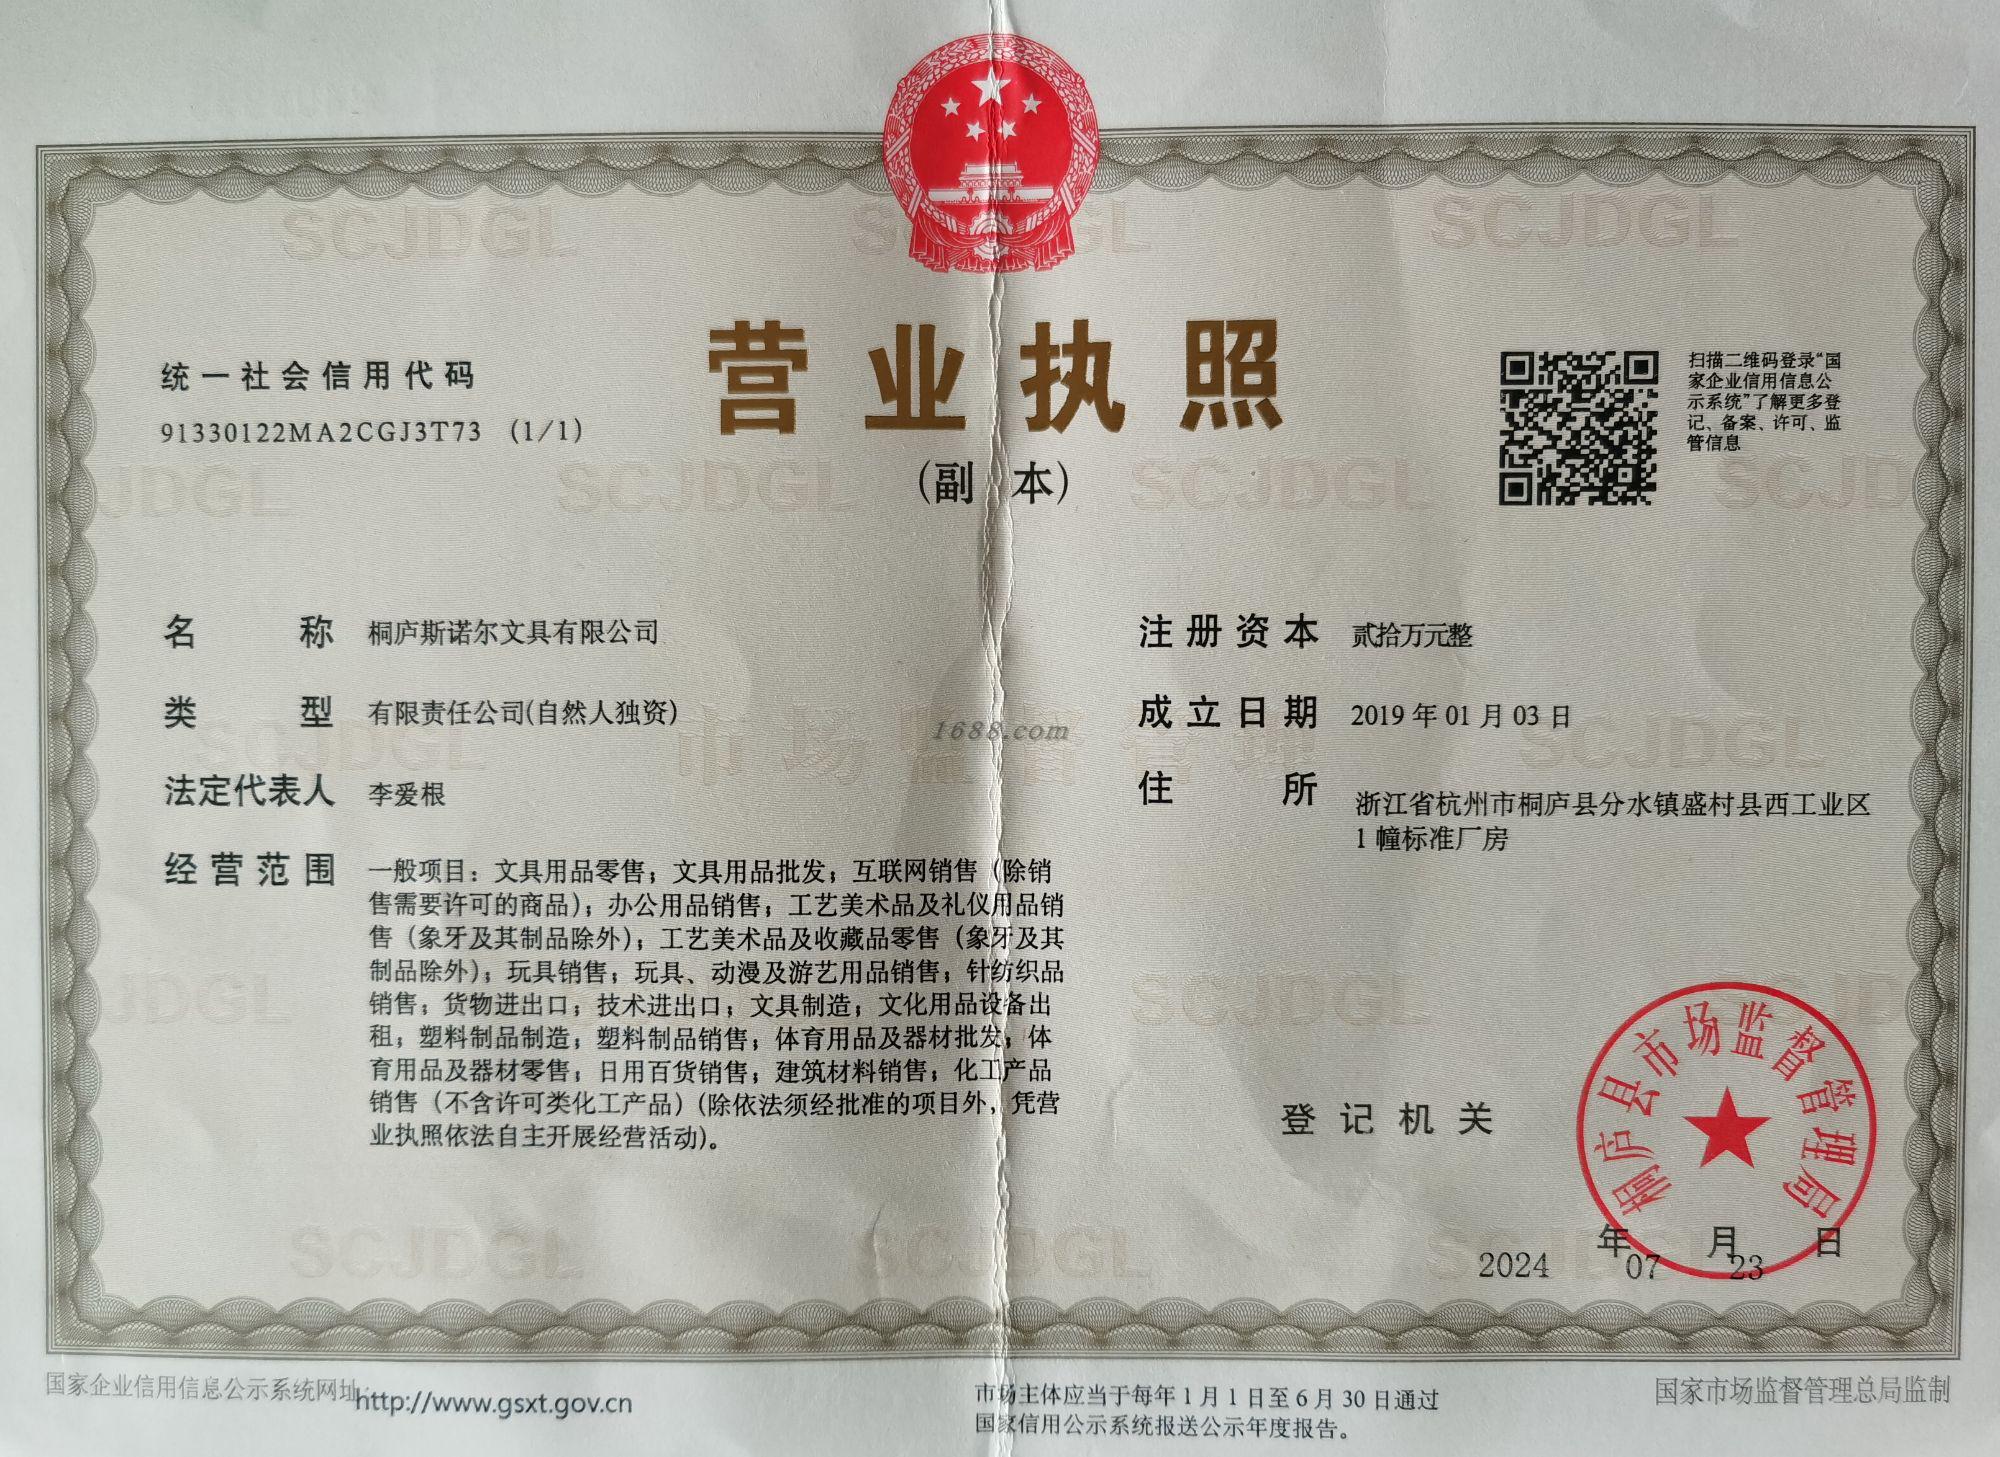 营业执照
(副本)
统一社会信用代码
91330122MA2CGJ3T73 (1/1)
扫描二维码登录“国
家企业信用信息公
示系统”了解更多登
记、备案、许可、监
管信息
名称 桐庐斯诺尔文具有限公司
类型 有限责任公司(自然人独资)
法定代表人 李爱根
经营范围 一般项目：文具用品零售；文具用品批发；互联网销售（除销
售需要许可的商品）；办公用品销售；工艺美术品及礼仪用品销
售（象牙及其制品除外）；工艺美术品及收藏品零售（象牙及其
制品除外）；玩具销售；玩具、动漫及游艺用品销售；针纺织品
销售；货物进出口；技术进出口；文具制造；文化用品设备出
租；塑料制品制造；塑料制品销售；体育用品及器材批发；体
育用品及器材零售；日用百货销售；建筑材料销售；化工产品
销售（不含许可类化工产品）(除依法须经批准的项目外，凭营
业执照依法自主开展经营活动)。
注册资本 贰拾万元整
成立日期 2019年01月03日
住所 浙江省杭州市桐庐县分水镇盛村县西工业区
1幢标准厂房
1688.com
登记机关
桐庐县市场监督管理局
2024年07月23日
国家企业信用信息公示系统网址：http://www.gsxt.gov.cn
市场主体应当于每年1月1日至6月30日通过
国家信用公示系统报送公示年度报告。
国家市场监督管理总局监制